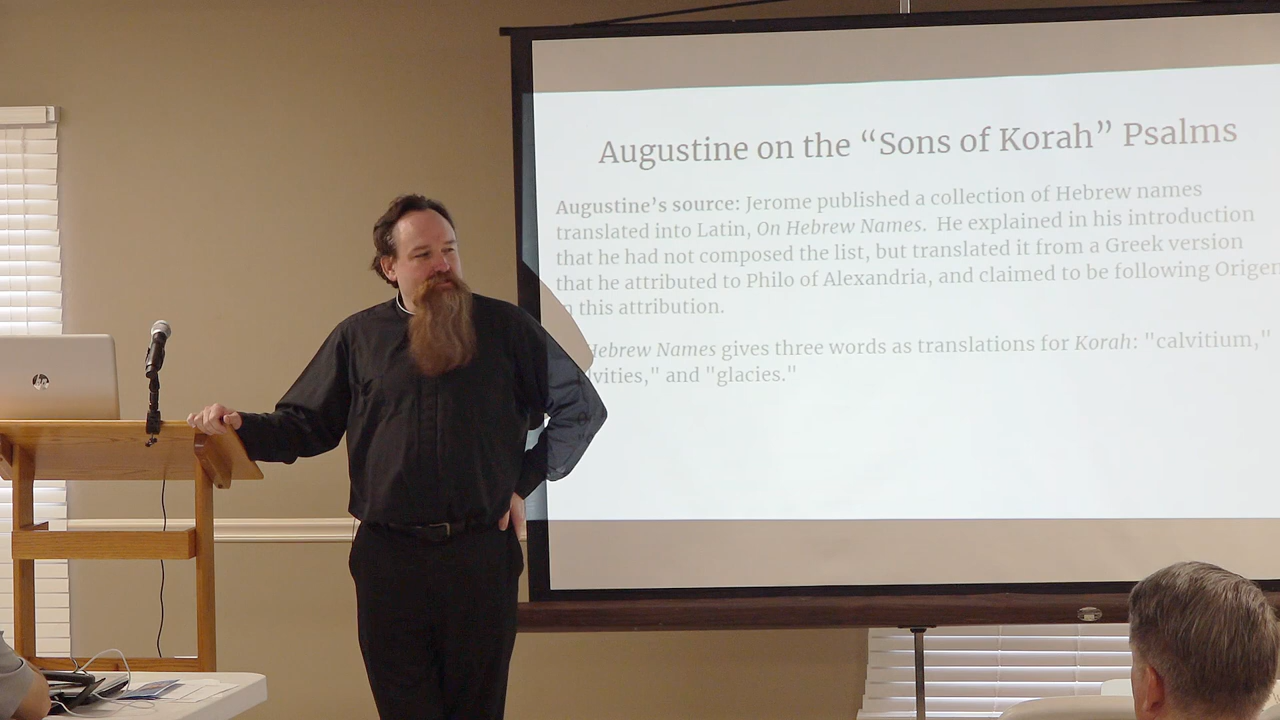 Augustine on the “Sons of Korah” Psalms
Augustine’s source: Jerome published a collection of Hebrew names
translated into Latin, On Hebrew Names. He explained in his introduction
that he had not composed the list, but translated it from a Greek version
that he attributed to Philo of Alexandria, and claimed to be following Origen
this attribution.
Hebrew Names gives three words as translations for Korah: "calvitium,"
and "glacies."
hp